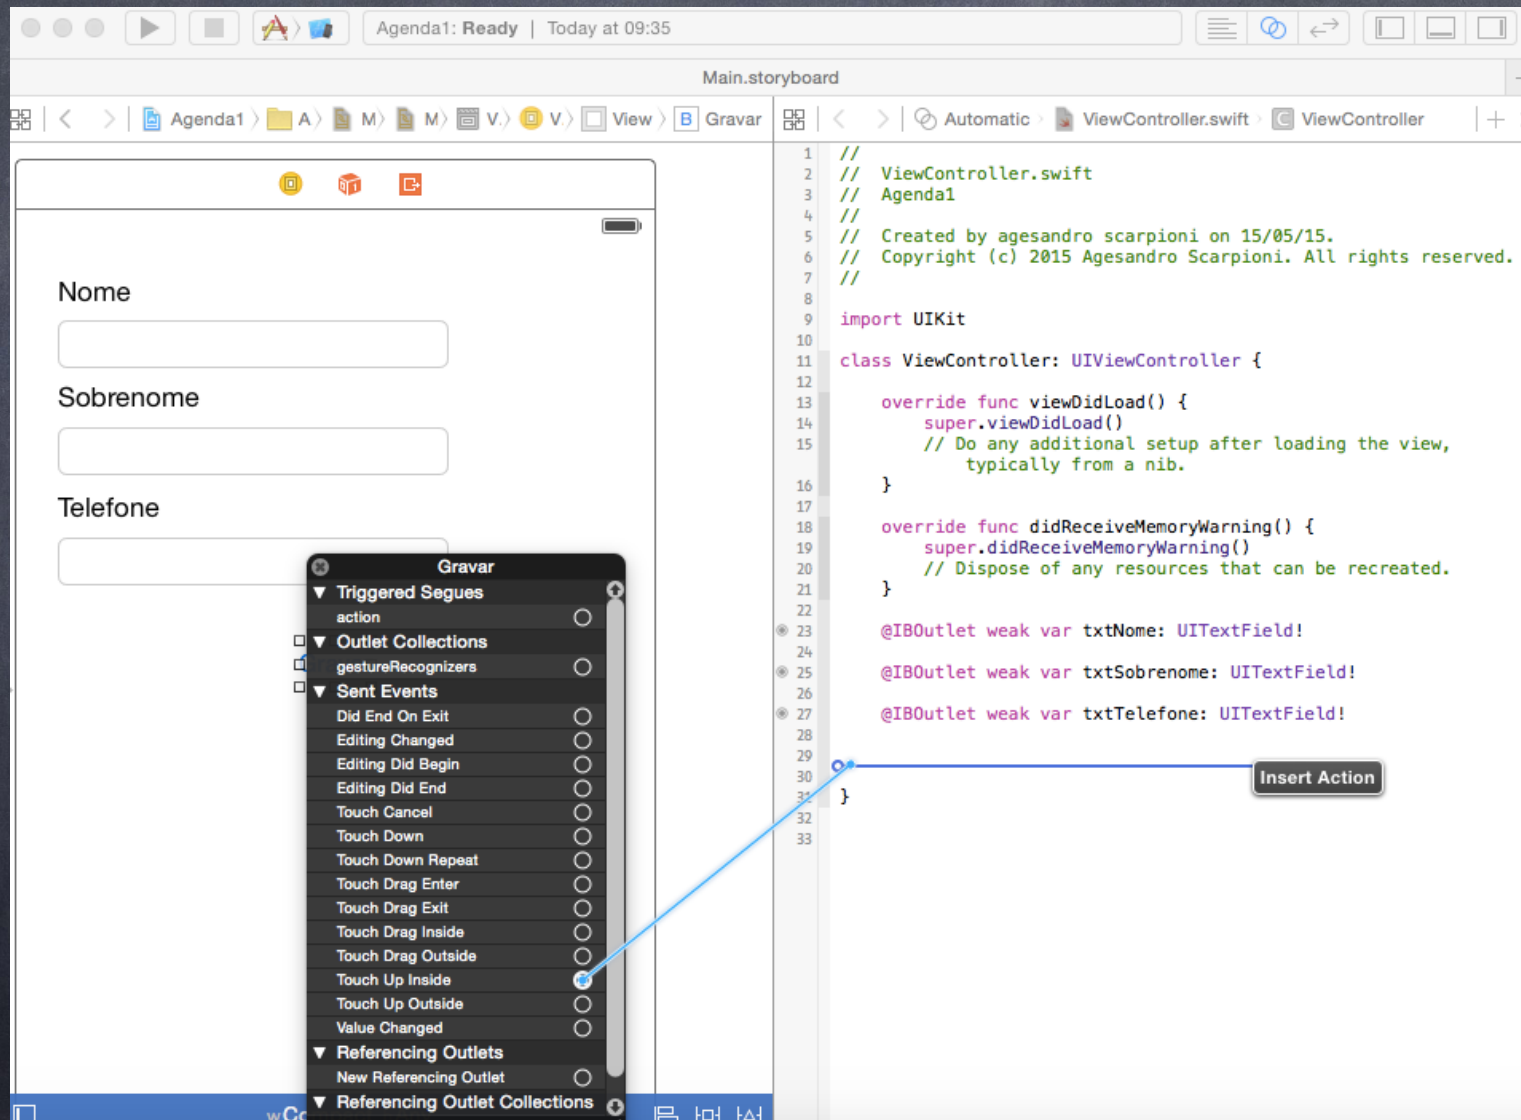 Agenda1: Ready | Today at 09:35
Main.storyboard
Agenda1 A M M V. V. View B Gravar
Automatic ViewController.swift C ViewController
Nome
Sobrenome
Telefone
Gravar
Triggered Segues
action
Outlet Collections
gestureRecognizers
Sent Events
Did End On Exit
Editing Changed
Editing Did Begin
Editing Did End
Touch Cancel
Touch Down
Touch Down Repeat
Touch Drag Enter
Touch Drag Exit
Touch Drag Inside
Touch Drag Outside
Touch Up Inside
Touch Up Outside
Value Changed
Referencing Outlets
New Referencing Outlet
Referencing Outlet Collections
1 //
2 // ViewController.swift
3 // Agenda1
4 //
5 // Created by agesandro scarpioni on 15/05/15.
6 // Copyright (c) 2015 Agesandro Scarpioni. All rights reserved.
7 //
8
9 import UIKit
10
11 class ViewController: UIViewController {
12
13 override func viewDidLoad() {
14 super.viewDidLoad()
15 // Do any additional setup after loading the view,
typically from a nib.
16 }
17
18 override func didReceiveMemoryWarning() {
19 super.didReceiveMemoryWarning()
20 // Dispose of any resources that can be recreated.
21 }
22
23 @IBOutlet weak var txtNome: UITextField!
24
25 @IBOutlet weak var txtSobrenome: UITextField!
26
27 @IBOutlet weak var txtTelefone: UITextField!
28
29
30
Insert Action
31 }
32
33